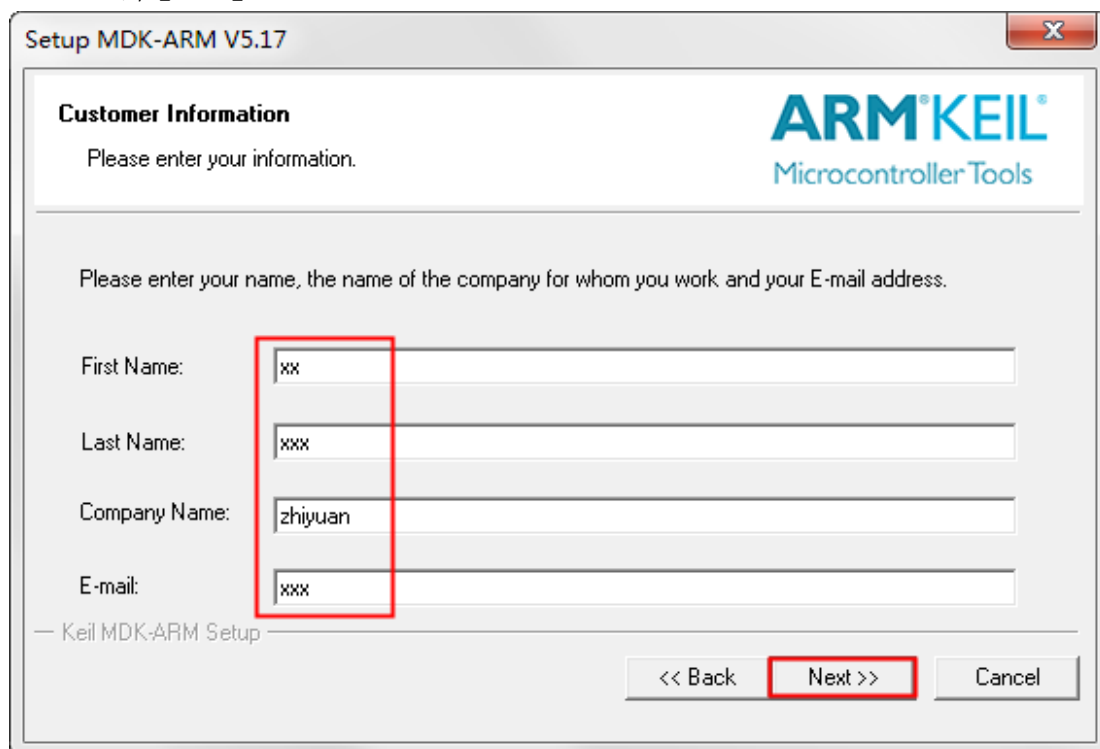 Setup MDK-ARM V5.17
Customer Information
Please enter your information.
ARM®KEIL®
Microcontroller Tools
Please enter your name, the name of the company for whom you work and your E-mail address.
First Name: xx
Last Name: xxx
Company Name: zhiyuan
E-mail: xxx
Keil MDK-ARM Setup
<< Back Next >> Cancel